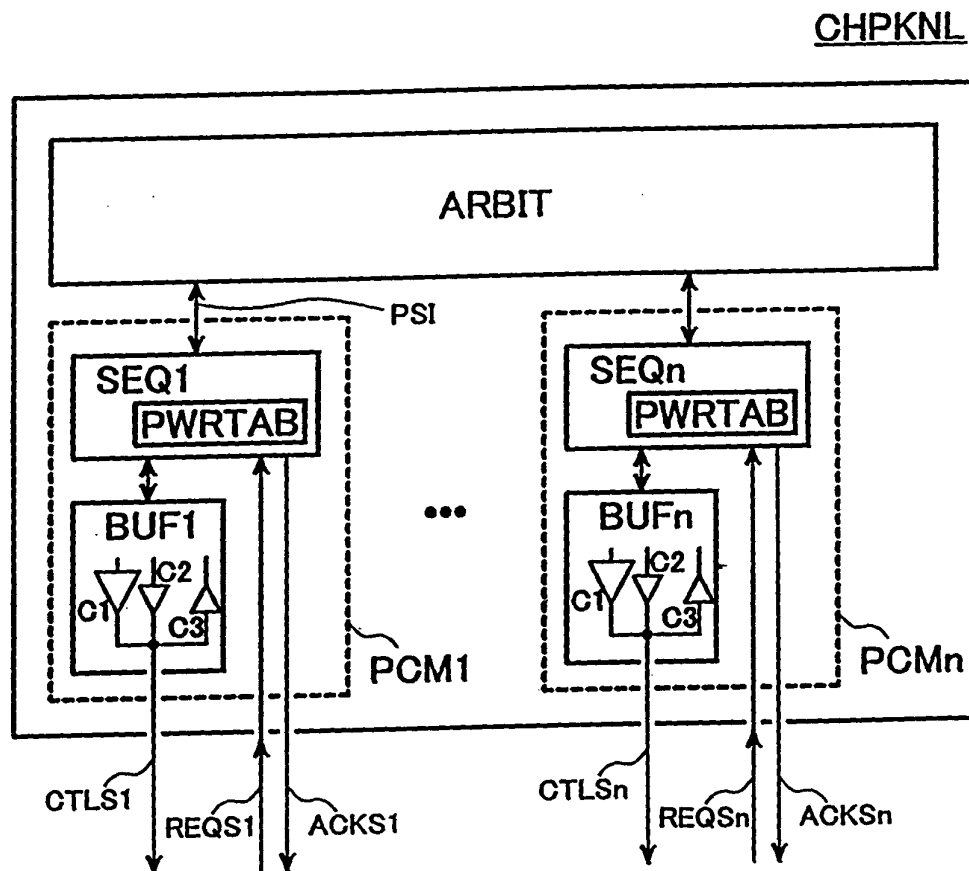 CHPKNL
ARBIT
PSI
SEQ1
PWRTAB
SEQn
PWRTAB
BUF1
C1
C2
C3
•••
BUFn
C1
C2
C3
PCM1
PCMn
CTLS1
REQS1
ACKS1
CTLSn
REQSn
ACKSn